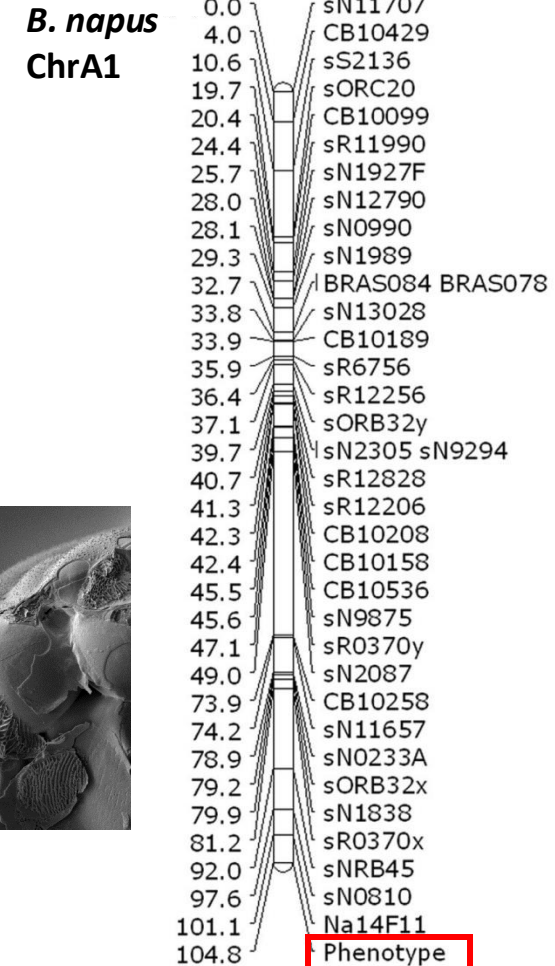 B. napus
ChrA1
0.0 sN11707
4.0 CB10429
10.6 sS2136
19.7 sORC20
20.4 CB10099
24.4 sR11990
25.7 sN1927F
28.0 sN12790
28.1 sN0990
29.3 sN1989
32.7 BRAS084 BRAS078
33.8 sN13028
33.9 CB10189
35.9 sR6756
36.4 sR12256
37.1 sORB32y
39.7 sN2305 sN9294
40.7 sR12828
41.3 sR12206
42.3 CB10208
42.4 CB10158
45.5 CB10536
45.6 sN9875
47.1 sR0370y
49.0 sN2087
73.9 CB10258
74.2 sN11657
78.9 sN0233A
79.2 sORB32x
79.9 sN1838
81.2 sR0370x
92.0 sNRB45
97.6 sN0810
101.1 Na14F11
104.8 Phenotype